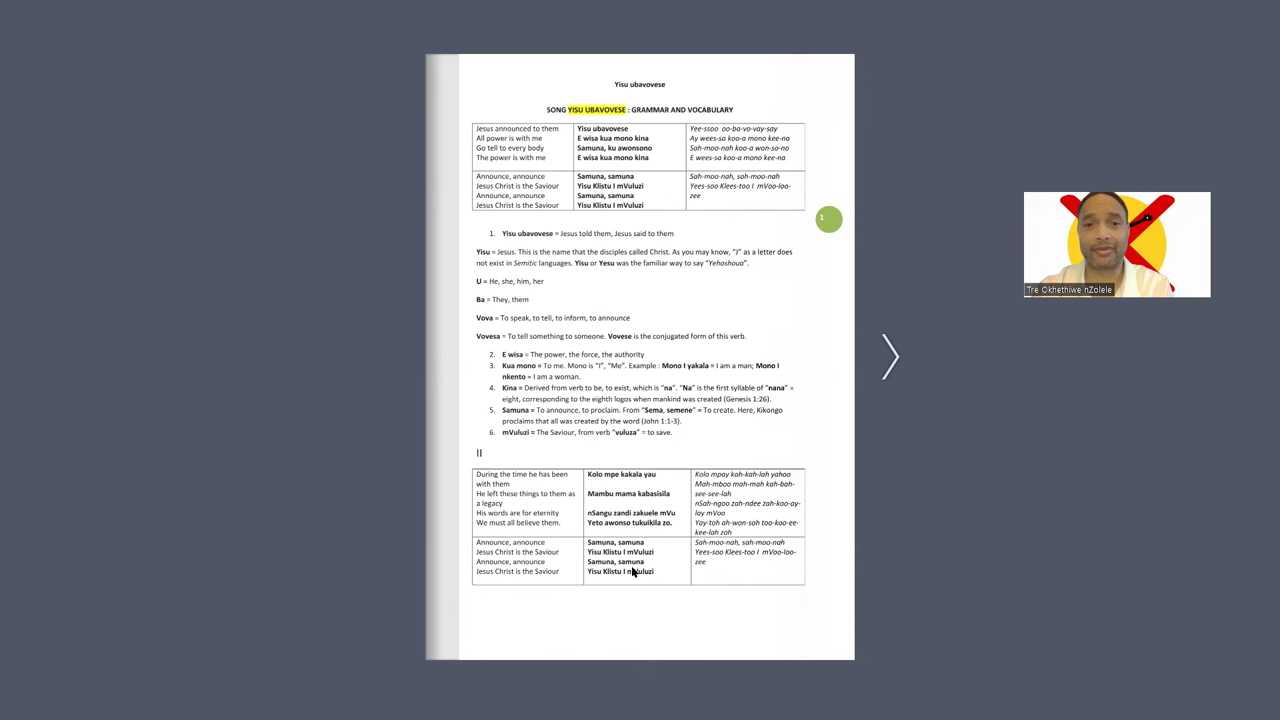 Yisu ubavovese
SONG YISU UBAVOVESE : GRAMMAR AND VOCABULARY
Jesus announced to them
All power is with me
Go tell to every body
The power is with me
Yisu ubavovese
E wisa kua mono kina
Samuna, ku awonsono
E wisa kua mono kina
Yee-ssoo oo-ba-vo-vay-say
Ay wees-sa koo-a mono kee-na
Sah-moo-nah koo-a won-so-no
E wees-sa koo-a mono kee-na
Announce, announce
Jesus Christ is the Saviour
Announce, announce
Jesus Christ is the Saviour
Samuna, samuna
Yisu Klistu I mVuluzi
Samuna, samuna
Yisu Klistu I mVuluzi
Sah-moo-nah, sah-moo-nah
Yees-soo Klees-too I mVoo-loo-
zee
1
1. Yisu ubavovese = Jesus told them, Jesus said to them
Yisu = Jesus. This is the name that the disciples called Christ. As you may know, "J" as a letter does
not exist in Semitic languages. Yisu or Yesu was the familiar way to say "Yehoshoua".
U = He, she, him, her
Ba = They, them
Vova = To speak, to tell, to inform, to announce
Vovesa = To tell something to someone. Vovese is the conjugated form of this verb.
2. E wisa = The power, the force, the authority
3. Kua mono = To me. Mono is "I", "Me". Example : Mono I yakala = I am a man; Mono I
nkento = I am a woman.
4. Kina = Derived from verb to be, to exist, which is "na". "Na" is the first syllable of "nana" =
eight, corresponding to the eighth logos when mankind was created (Genesis 1:26).
5. Samuna = To announce, to proclaim. From "Sema, semene" = To create. Here, Kikongo
proclaims that all was created by the word (John 1:1-3).
6. mVuluzi = The Saviour, from verb "vuluza" = to save.
II
During the time he has been
with them
He left these things to them as
a legacy
His words are for eternity
We must all believe them.
Kolo mpe kakala yau
Mambu mama kabasisila
nSangu zandi zakuele mVu
Yeto awonso tukuikila zo.
Kolo mpay kah-kah-lah yahoo
Mah-mboo mah-mah kah-bah-
see-see-lah
nSah-ngoo zah-ndee zah-koo-ay-
lay mVoo
Yay-toh ah-won-soh too-koo-ee-
kee-lah zoh
Announce, announce
Jesus Christ is the Saviour
Announce, announce
Jesus Christ is the Saviour
Samuna, samuna
Yisu Klistu I mVuluzi
Samuna, samuna
Yisu Klistu I mVuluzi
Sah-moo-nah, sah-moo-nah
Yees-soo Klees-too I mVoo-loo-
zee
Tre Okhethiwe nZolele